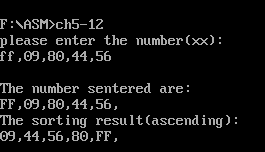 F:\ASM>ch5-12
please enter the number(xx):
ff,09,80,44,56
The number sentered are:
FF,09,80,44,56,
The sorting result(ascending):
09,44,56,80,FF,